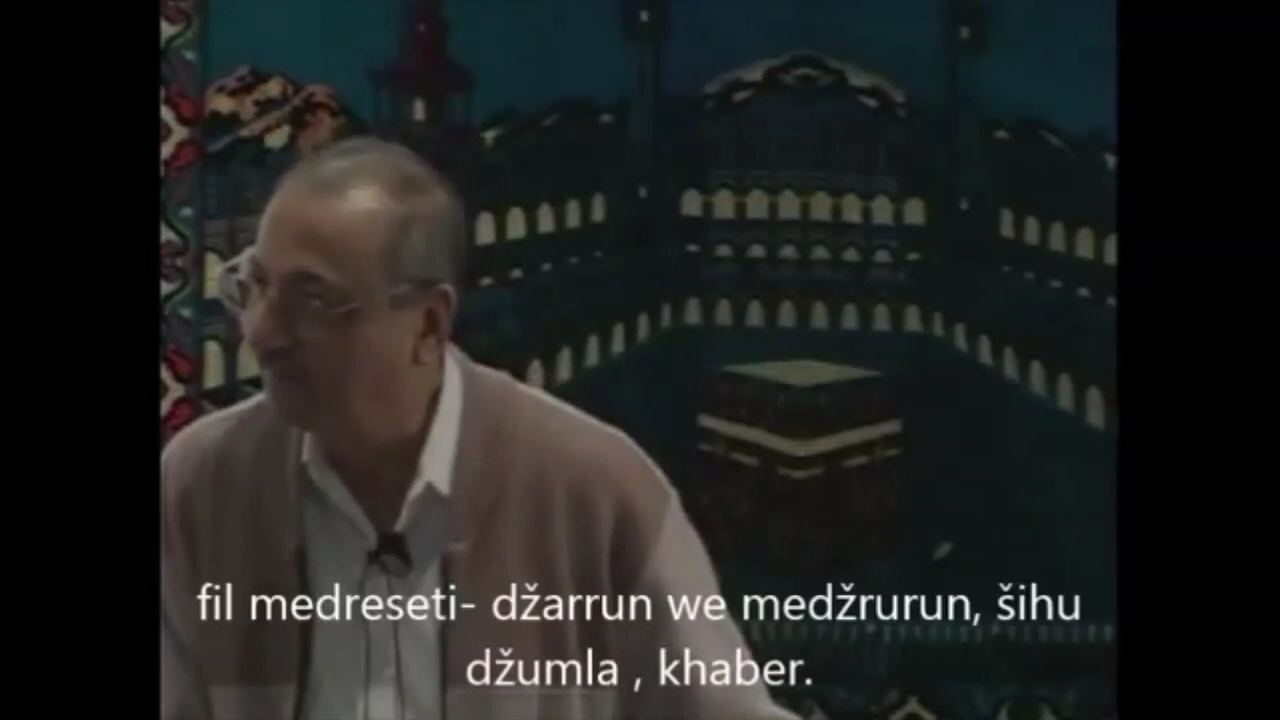 fil medreseti- džarrun we medžrurun, šihu
džumla , khaber.